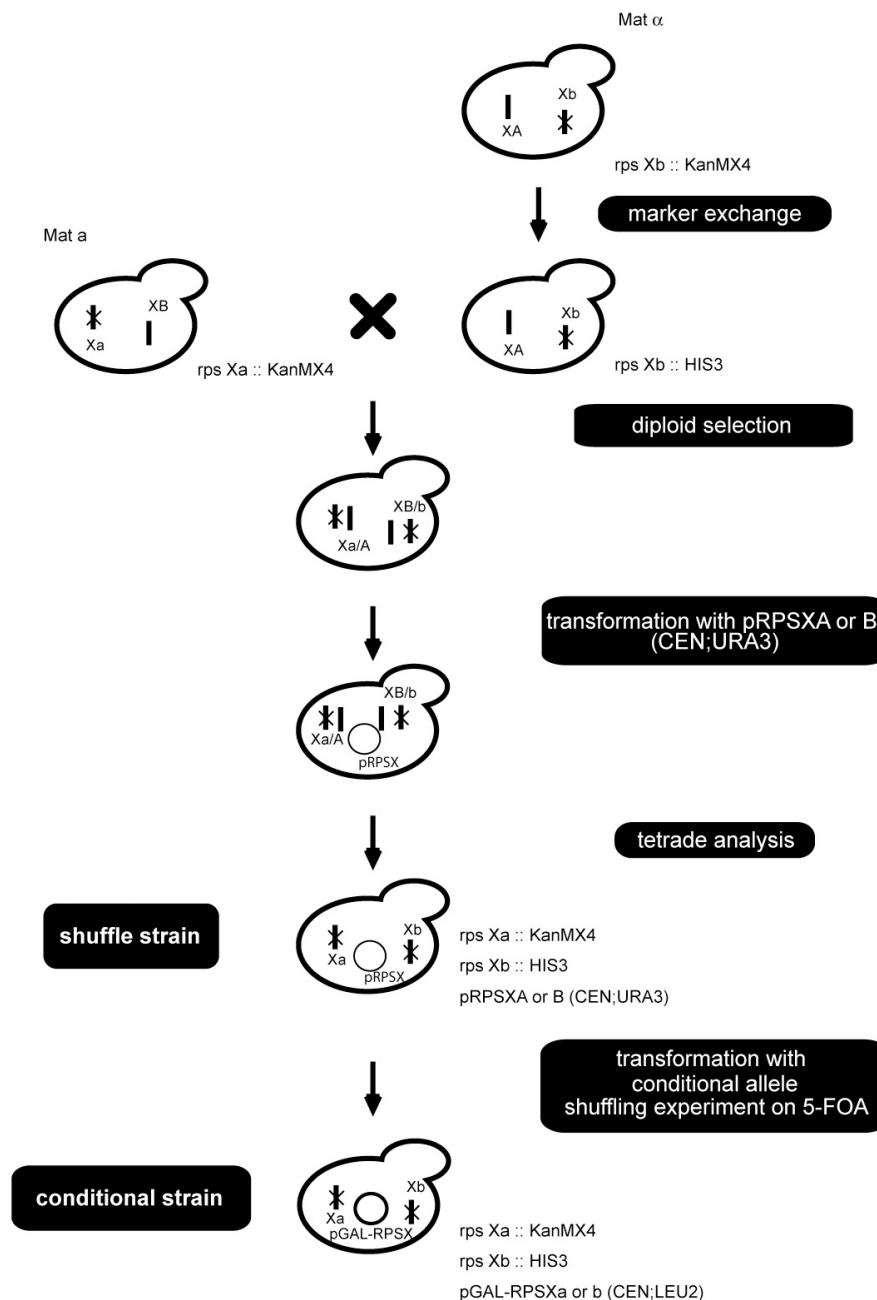 Mat α
Xb
XA
rps Xb :: KanMX4
marker exchange
Mat a
XB
Xa
rps Xa :: KanMX4
Xb
XA
rps Xb :: HIS3
diploid selection
XB/b
Xa/A
transformation with pRPSXA or B
(CEN;URA3)
XB/b
Xa/A
pRPSX
tetrade analysis
shuffle strain
Xb
Xa
pRPSX
rps Xa :: KanMX4
rps Xb :: HIS3
pRPSXA or B (CEN;URA3)
transformation with
conditional allele
shuffling experiment on 5-FOA
conditional strain
Xb
Xa
pGAL-RPSX
rps Xa :: KanMX4
rps Xb :: HIS3
pGAL-RPSXa or b (CEN;LEU2)